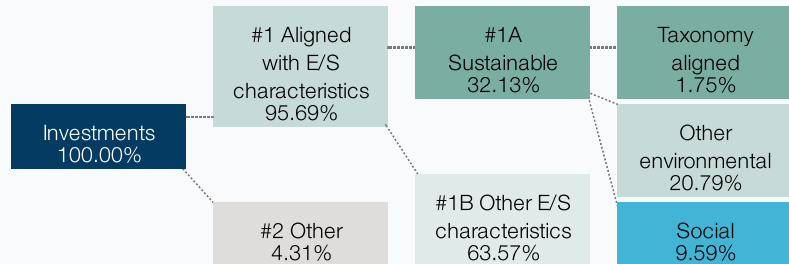 Investments
100.00%
#1 Aligned
with E/S
characteristics
95.69%
#2 Other
4.31%
#1A
Sustainable
32.13%
#1B Other E/S
characteristics
63.57%
Taxonomy
aligned
1.75%
Other
environmental
20.79%
Social
9.59%